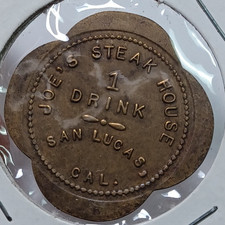 JOE'S STEAK HOUSE
1
DRINK
SAN LUCAS,
CAL.